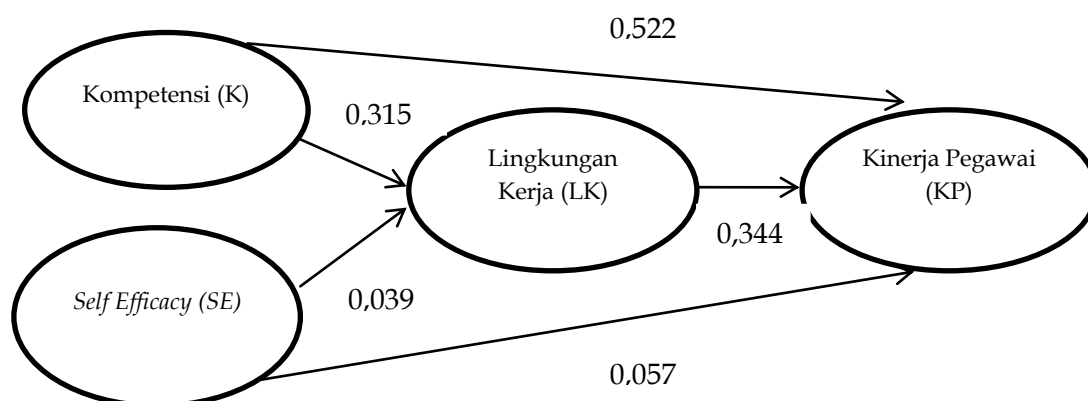 0,522
Kompetensi (K)
0,315
Lingkungan
Kerja (LK)
Kinerja Pegawai
(KP)
0,344
Self Efficacy (SE)
0,039
0,057